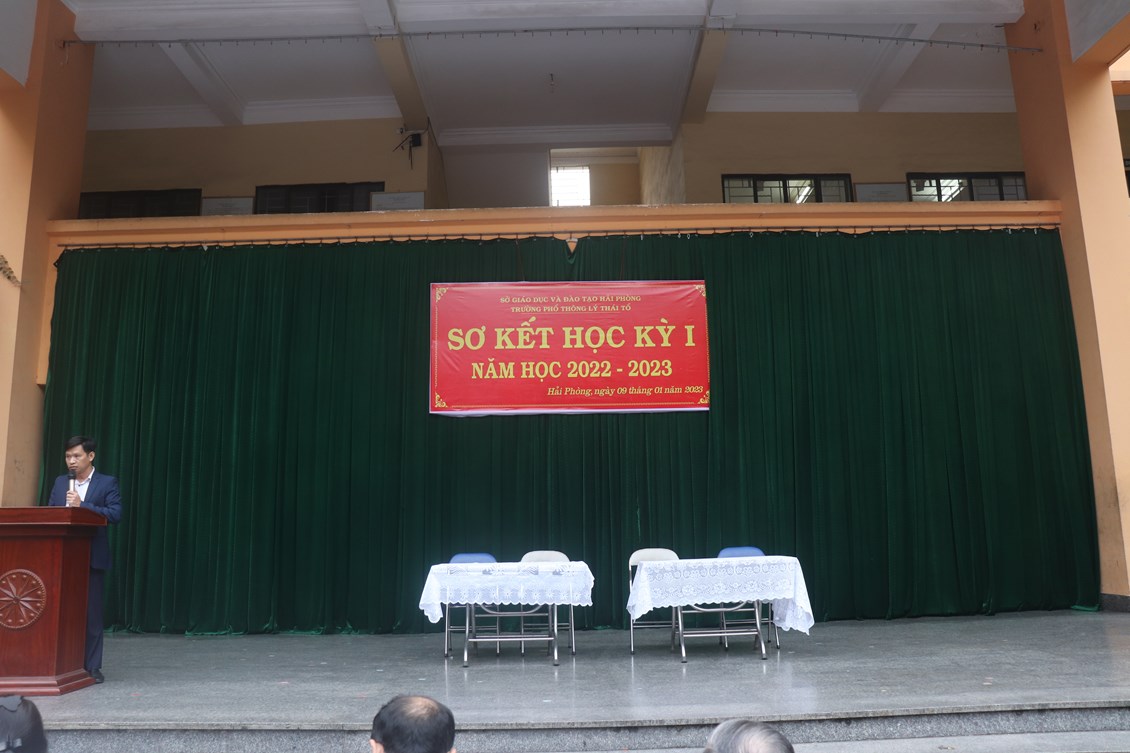 SỞ GIÁO DỤC VÀ ĐÀO TẠO HẢI PHÒNG
TRƯỜNG PHỔ THÔNG LÝ THÁI TỔ
SƠ KẾT HỌC KỲ I
NĂM HỌC 2022 - 2023
Hải Phòng, ngày 09 tháng 01 năm 2023